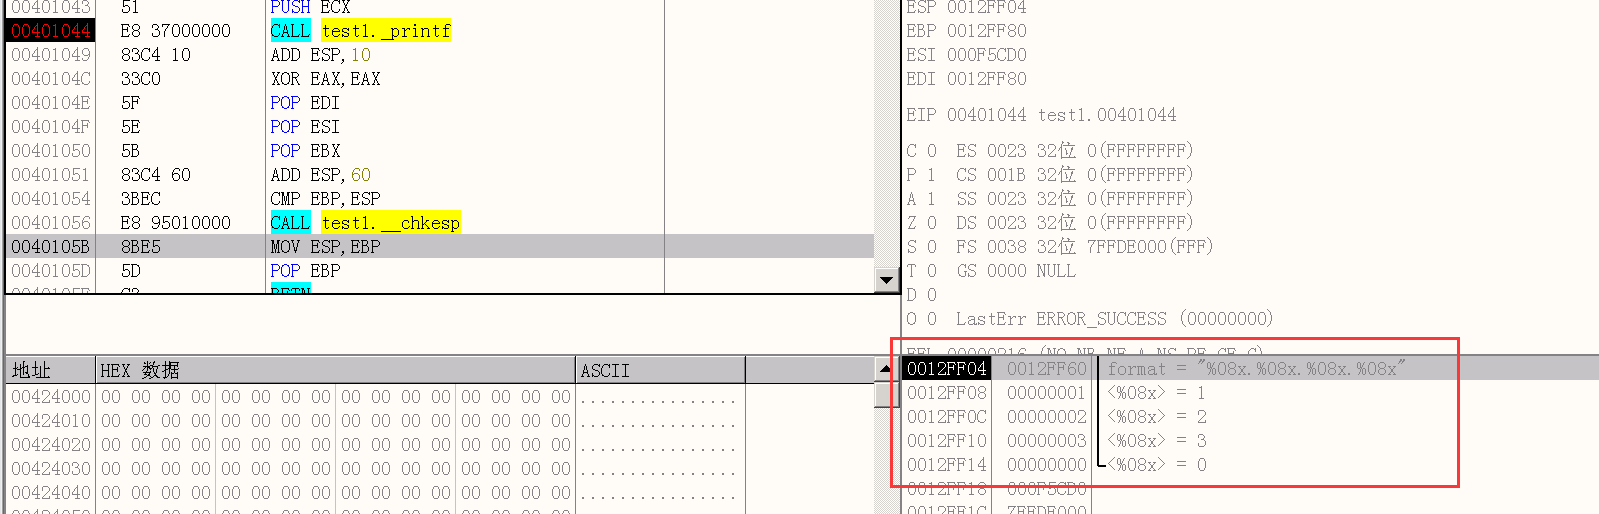 00401043 51 PUSH ECX
00401044 E8 37000000 CALL test1._printf
00401049 83C4 10 ADD ESP,10
0040104C 33C0 XOR EAX,EAX
0040104E 5F POP EDI
0040104F 5E POP ESI
00401050 5B POP EBX
00401051 83C4 60 ADD ESP,60
00401054 3BEC CMP EBP,ESP
00401056 E8 95010000 CALL test1.__chkesp
0040105B 8BE5 MOV ESP,EBP
0040105D 5D POP EBP
0040105E C3 RETN
ESP 0012FF04
EBP 0012FF80
ESI 000F5CD0
EDI 0012FF80
EIP 00401044 test1.00401044
C 0 ES 0023 32位 0(FFFFFFFF)
P 1 CS 001B 32位 0(FFFFFFFF)
A 1 SS 0023 32位 0(FFFFFFFF)
Z 0 DS 0023 32位 0(FFFFFFFF)
S 0 FS 0038 32位 7FFDE000(FFF)
T 0 GS 0000 NULL
D 0
O 0 LastErr ERROR_SUCCESS (00000000)
EFL 00000216 (NO,NB,NE,A,NS,PE,GE,G)
地址 HEX 数据 ASCII
00424000 00 00 00 00 00 00 00 00 00 00 00 00 00 00 00 00 ................
00424010 00 00 00 00 00 00 00 00 00 00 00 00 00 00 00 00 ................
00424020 00 00 00 00 00 00 00 00 00 00 00 00 00 00 00 00 ................
00424030 00 00 00 00 00 00 00 00 00 00 00 00 00 00 00 00 ................
00424040 00 00 00 00 00 00 00 00 00 00 00 00 00 00 00 00 ................
0012FF04 0012FF60 format = "%08x.%08x.%08x.%08x"
0012FF08 00000001 <%08x> = 1
0012FF0C 00000002 <%08x> = 2
0012FF10 00000003 <%08x> = 3
0012FF14 00000000 <%08x> = 0
0012FF18 000F5CD0
0012FF1C 7FFDE000